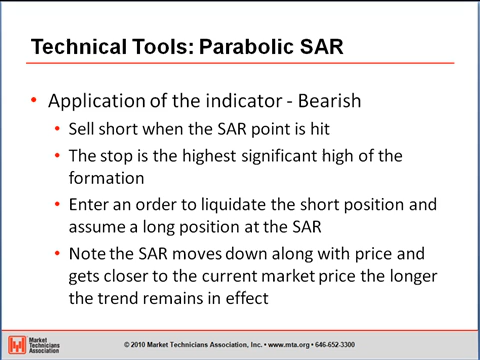 Technical Tools: Parabolic SAR
• Application of the indicator - Bearish
• Sell short when the SAR point is hit
• The stop is the highest significant high of the
formation
• Enter an order to liquidate the short position and
assume a long position at the SAR
• Note the SAR moves down along with price and
gets closer to the current market price the longer
the trend remains in effect
Market
Technicians
Association
© 2010 Market Technicians Association, Inc. • www.mta.org • 646-652-3300